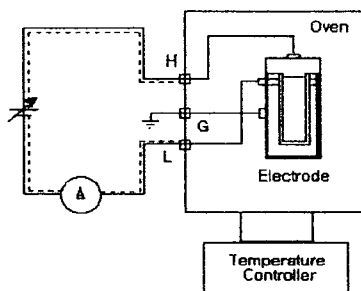 Oven
H
G
L
A
Electrode
Temperature
Controller